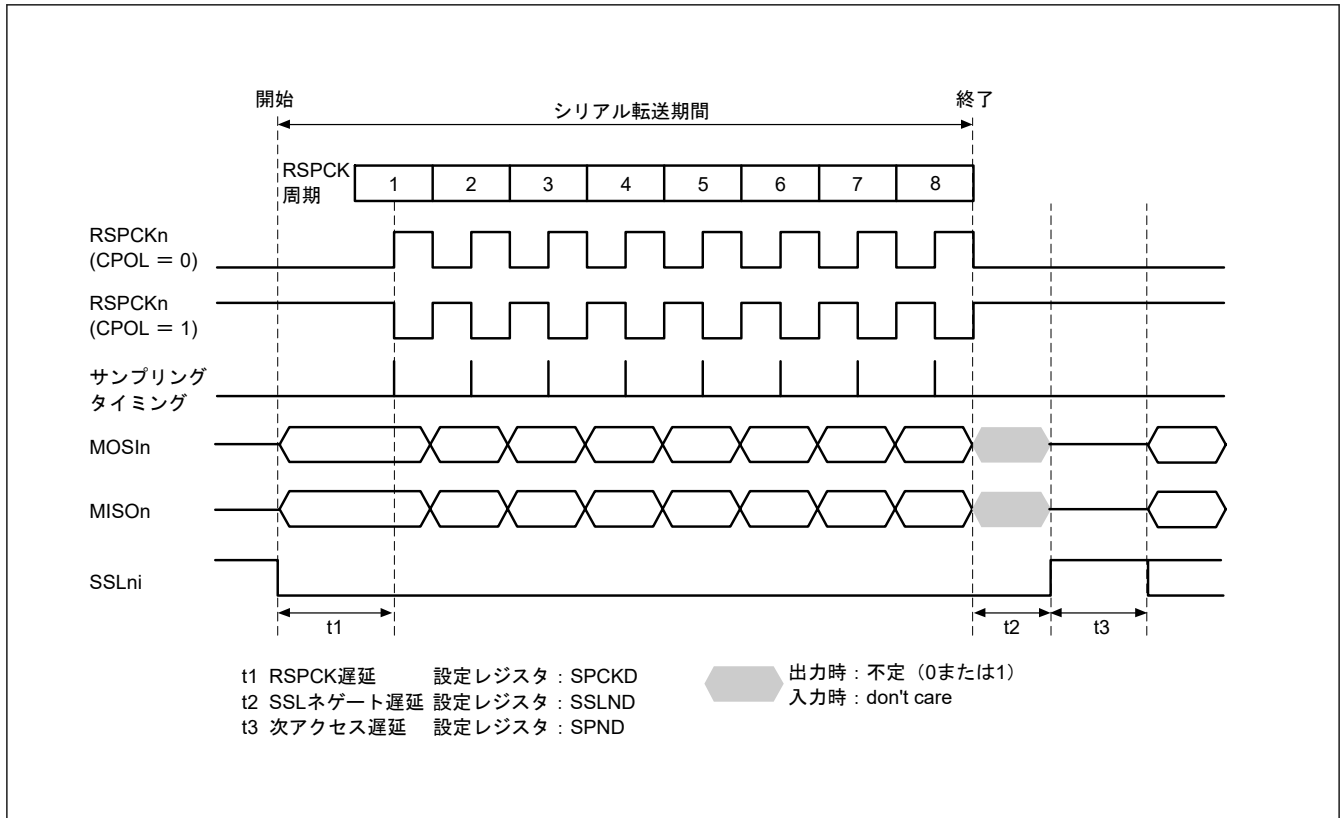 開始
シリアル転送期間
終了
RSPCK
周期
1 2 3 4 5 6 7 8
RSPCKn
(CPOL = 0)
RSPCKn
(CPOL = 1)
サンプリング
タイミング
MOSIn
MISOn
SSLni
t1
t2
t3
t1 RSPCK遅延 設定レジスタ:SPCKD
t2 SSLネゲート遅延 設定レジスタ:SSLND
t3 次アクセス遅延 設定レジスタ:SPND
出力時:不定(0または1)
入力時:don't care